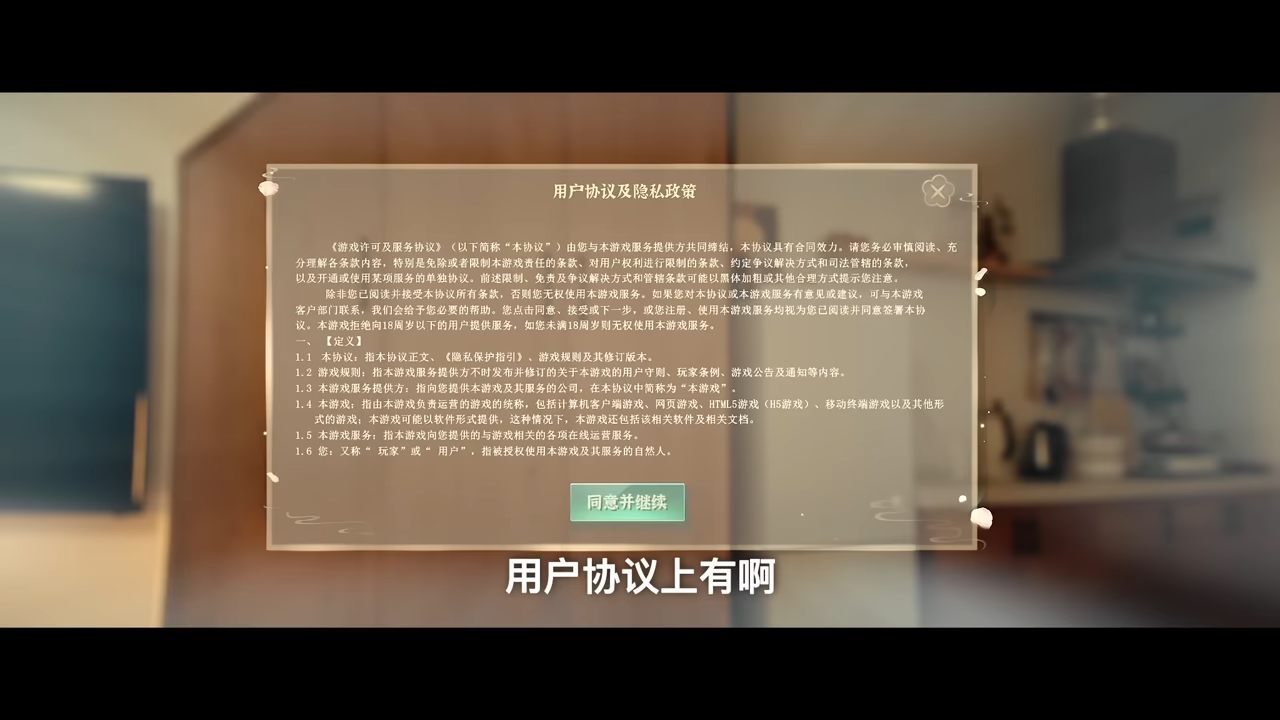 用户协议及隐私政策
《游戏许可及服务协议》（以下简称“本协议”）由您与本游戏服务提供方共同缔结，本协议具有合同效力。请您务必审慎阅读、充
分理解各条款内容，特别是免除或者限制本游戏责任的条款、对用户权利进行限制的条款、约定争议解决方式和司法管辖的条款，
以及开通或使用某项服务的单独协议。前述限制、免责及争议解决方式和管辖条款可能以黑体加粗或其他合理方式提示您注意。
除非您已阅读并接受本协议所有条款，否则您无权使用本游戏服务。如果您对本协议或本游戏服务有意见或建议，可与本游戏
客户部门联系，我们会给于您必要的帮助。您点击同意、接受或下一步，或您注册、使用本游戏服务均视为您已阅读并同意签署本协
议。本游戏拒绝向18周岁以下的用户提供服务，如您未满18周岁则无权使用本游戏服务。
一、【定义】
1.1 本协议：指本协议正文、《隐私保护指引》、游戏规则及其修订版本。
1.2 游戏规则：指本游戏服务提供方不时发布并修订的关于本游戏的用户守则、玩家条例、游戏公告及通知等内容。
1.3 本游戏服务提供方：指向您提供本游戏及其服务的公司，在本协议中简称为“本游戏”。
1.4 本游戏：指由本游戏负责运营的游戏的统称，包括计算机客户端游戏、网页游戏、HTML5游戏（H5游戏）、移动终端游戏以及其他形
式的游戏；本游戏可能以软件形式提供，这种情况下，本游戏还包括该相关软件及相关文档。
1.5 本游戏服务：指本游戏向您提供的与游戏相关的各项在线运营服务。
1.6 您：又称“ 玩家”或“ 用户”，指被授权使用本游戏及其服务的自然人。
同意并继续
用户协议上有啊